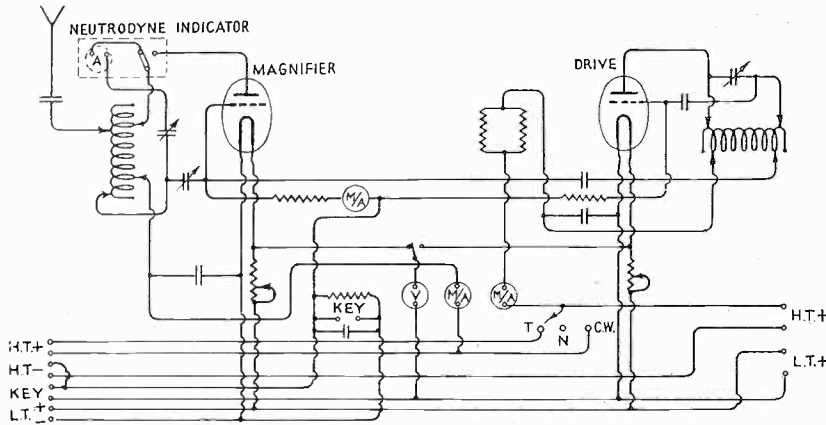 NEUTRODYNE INDICATOR
A
MAGNIFIER
DRIVE
M/A
KEY
V
M/A
M/A
T
N
C.W.
H.T.+
H.T.-
KEY
L.T. + -
H.T.+
L.T.+